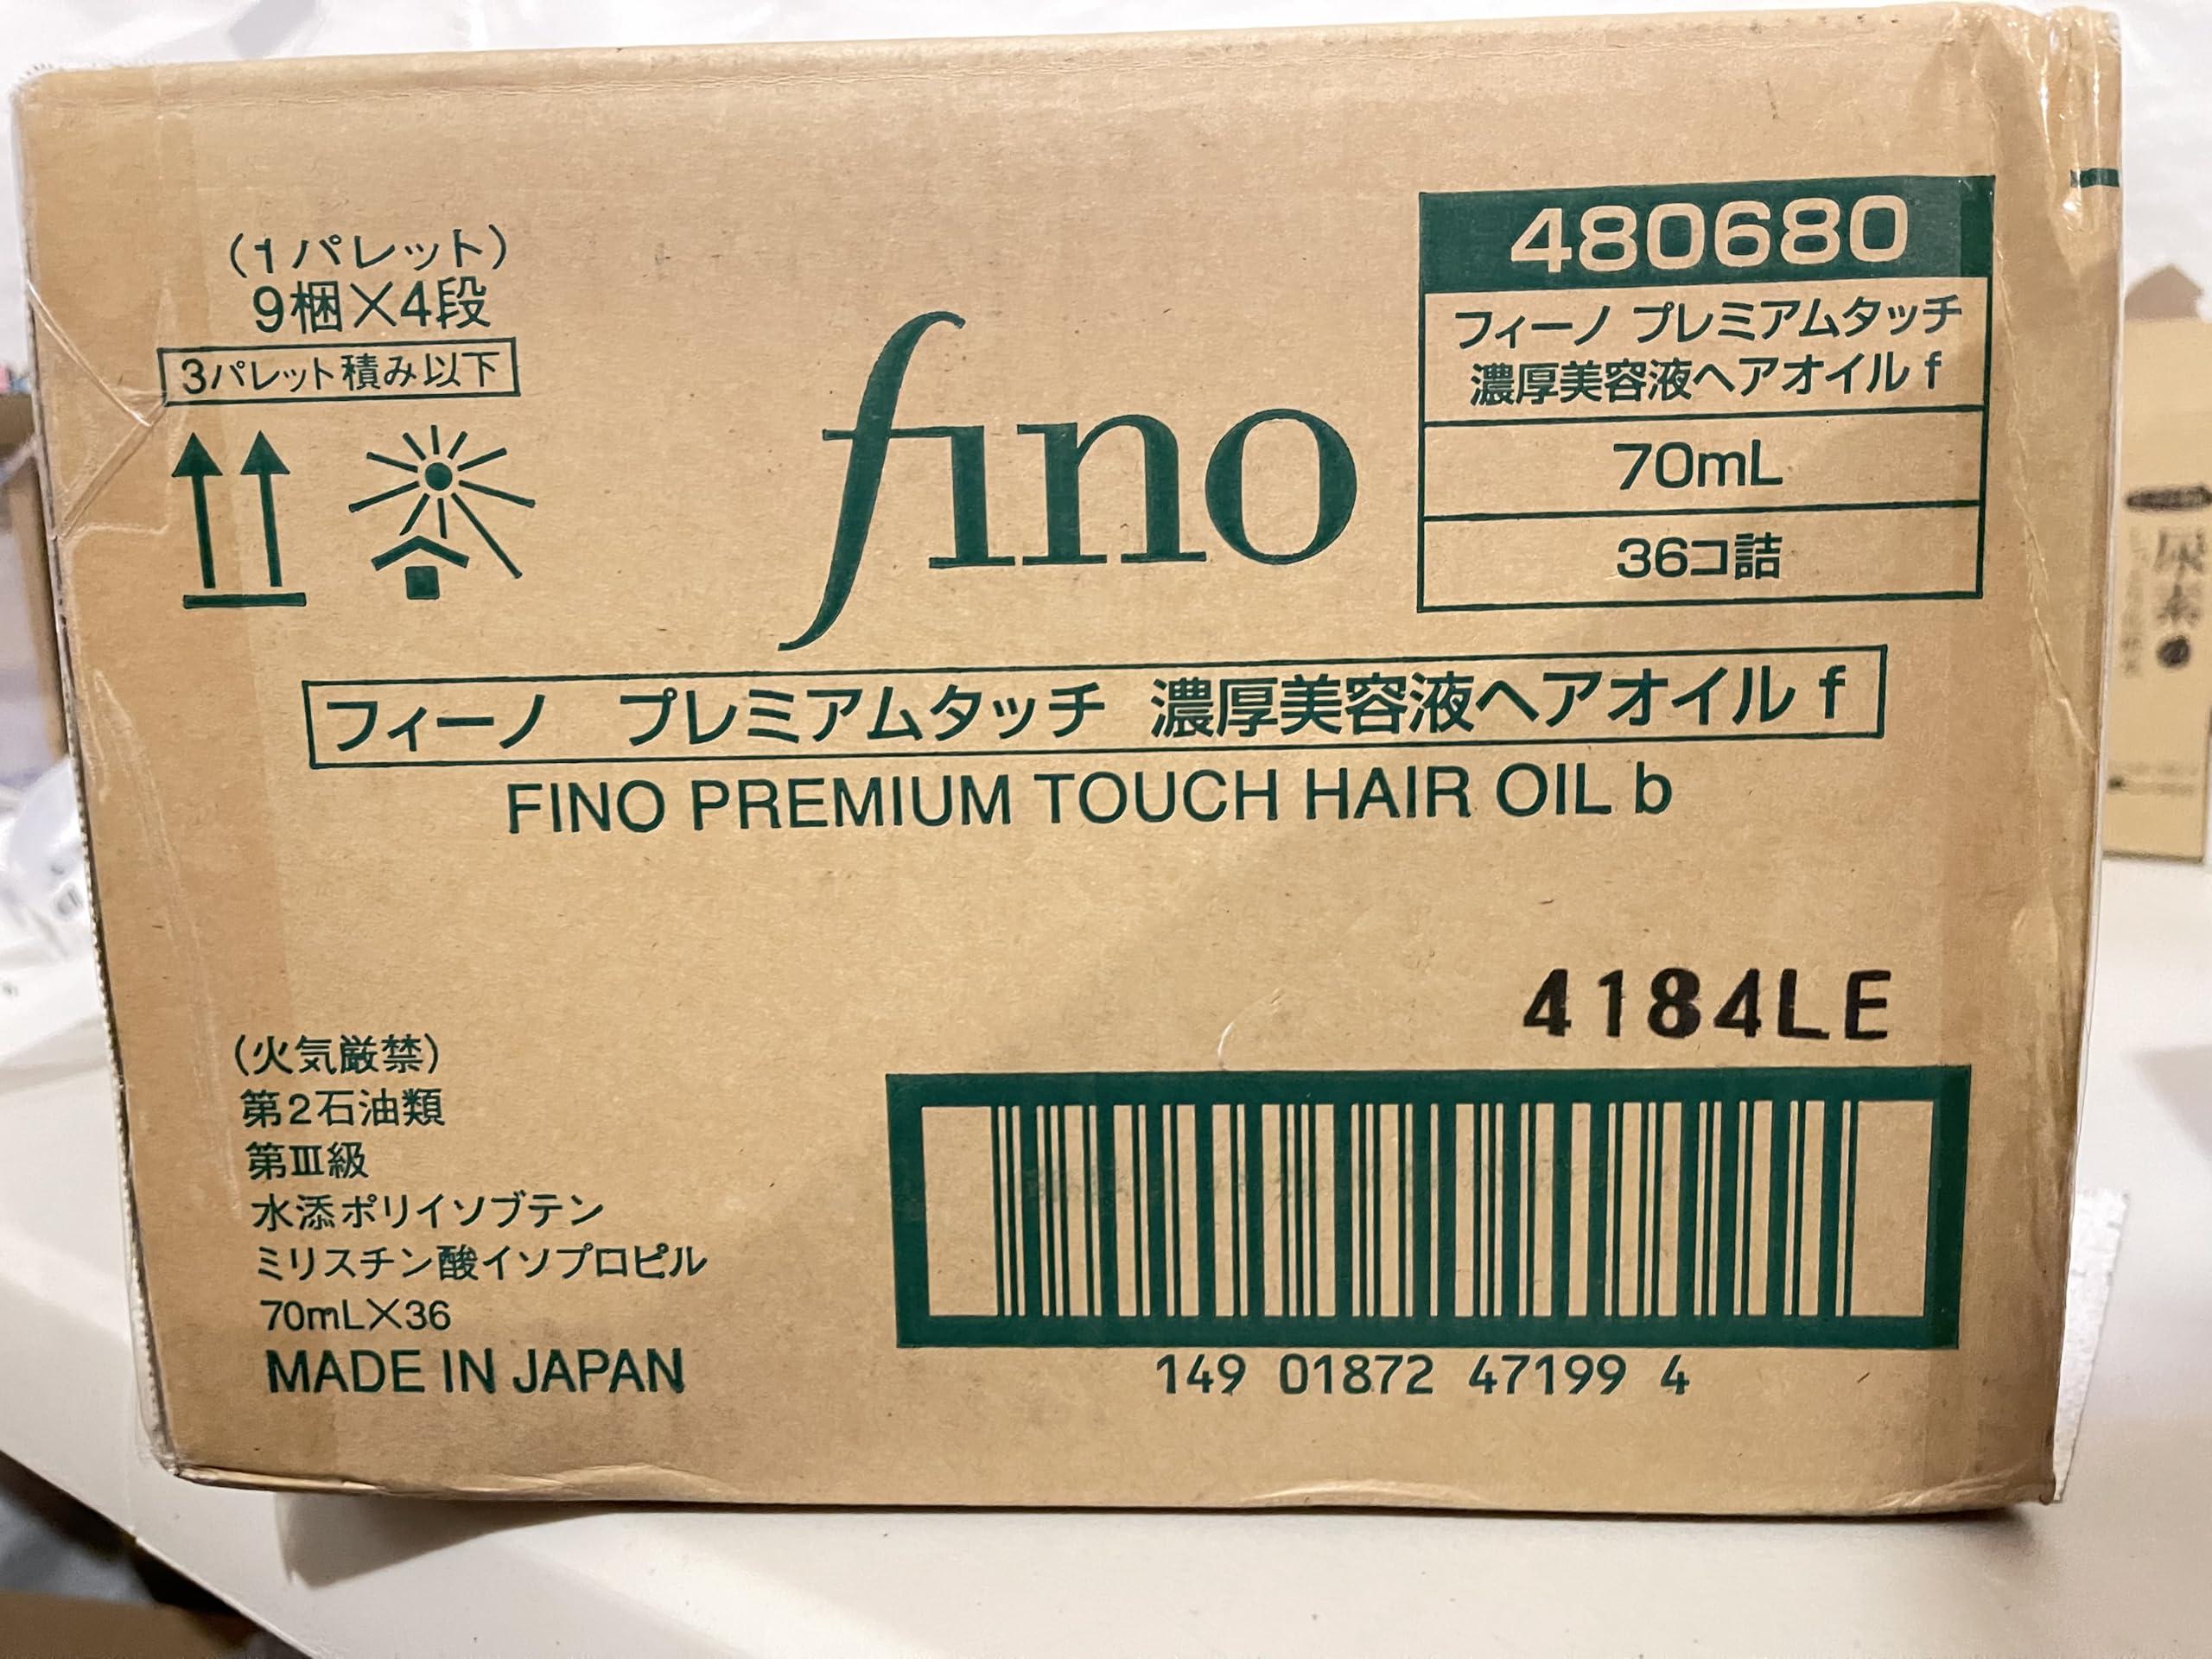 (1パレット)
9梱×4段
3パレット積み以下
fino
480680
フィーノ プレミアムタッチ
濃厚美容液ヘアオイルf
70mL
36コ詰
フィーノ プレミアムタッチ 濃厚美容液ヘアオイルf
FINO PREMIUM TOUCH HAIR OIL b
4184LE
(火気厳禁)
第2石油類
第Ⅲ級
水添ポリイソブテン
ミリスチン酸イソプロピル
70mL×36
MADE IN JAPAN
149 01872 47199 4
尿素